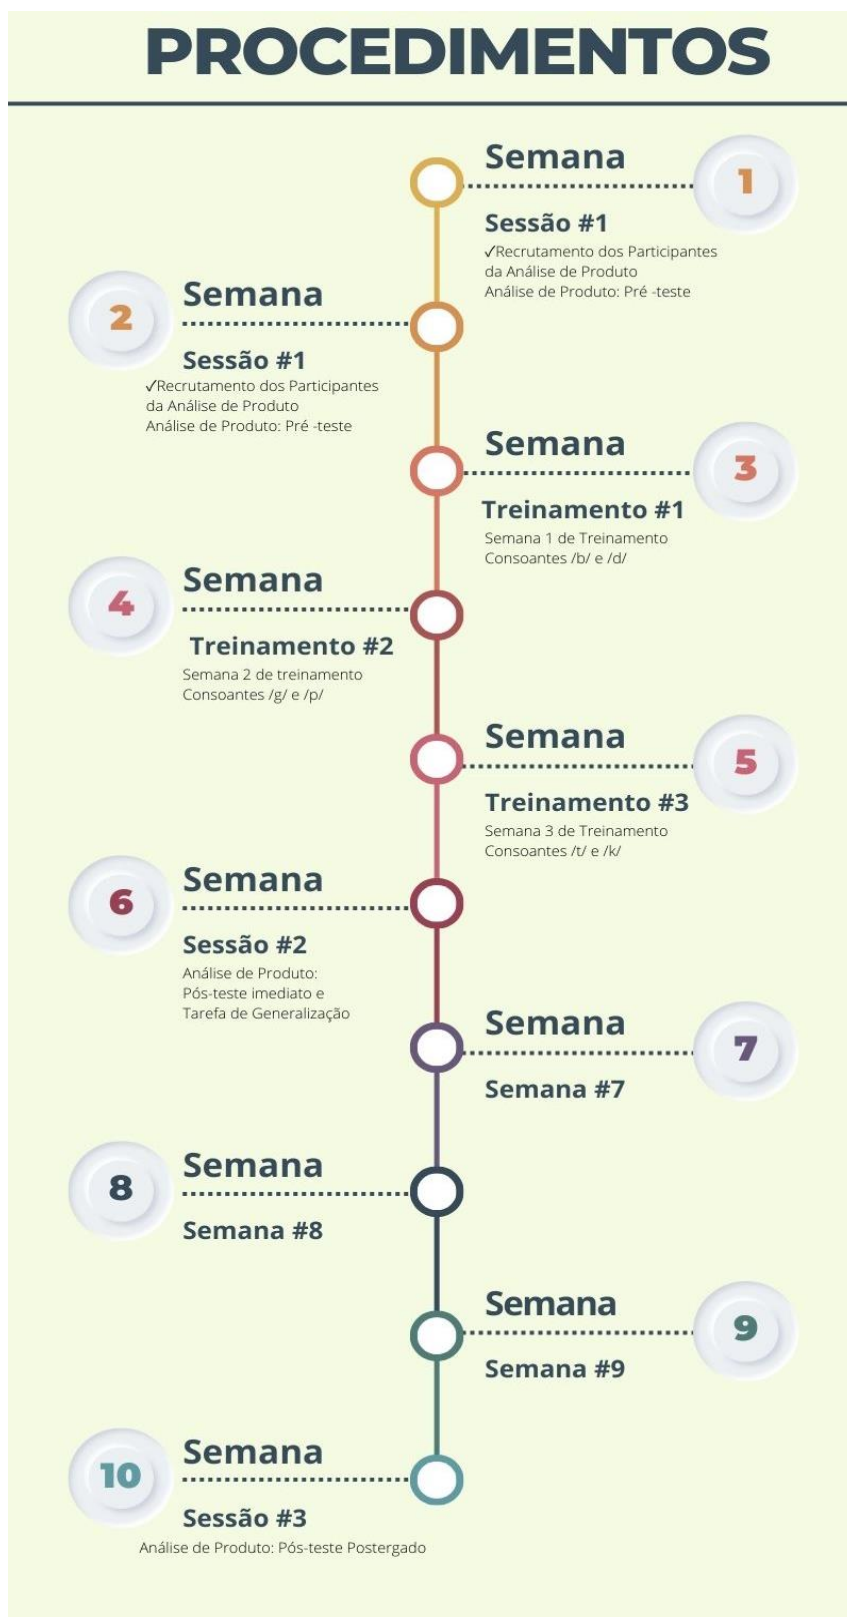 PROCEDIMENTOS
Semana
1
Sessão #1
✓Recrutamento dos Participantes
da Análise de Produto
Análise de Produto: Pré -teste
2
Semana
Sessão #1
✓Recrutamento dos Participantes
da Análise de Produto
Análise de Produto: Pré -teste
Semana
3
Treinamento #1
Semana 1 de Treinamento
Consoantes /b/ e /d/
4
Semana
Treinamento #2
Semana 2 de treinamento
Consoantes /g/ e /p/
Semana
5
Treinamento #3
Semana 3 de Treinamento
Consoantes /t/ e /k/
6
Semana
Sessão #2
Análise de Produto:
Pós-teste imediato e
Tarefa de Generalização
Semana
7
Semana #7
8
Semana
Semana #8
Semana
9
Semana #9
10
Semana
Sessão #3
Análise de Produto: Pós-teste Postergado